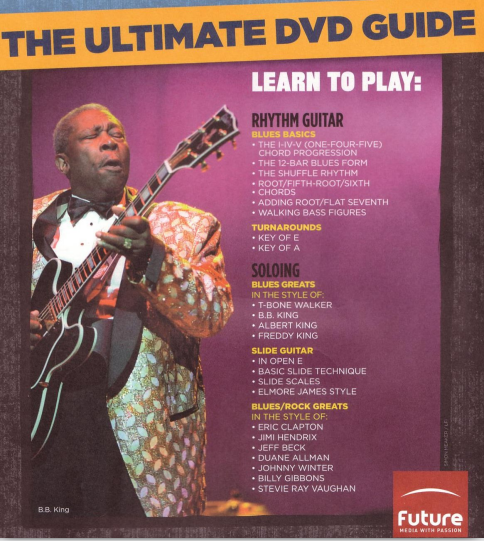 THE ULTIMATE DVD GUIDE
LEARN TO PLAY:
RHYTHM GUITAR
BLUES BASICS
• THE I-IV-V (ONE-FOUR-FIVE)
CHORD PROGRESSION
• THE 12-BAR BLUES FORM
• THE SHUFFLE RHYTHM
• ROOT/FIFTH-ROOT/SIXTH
• CHORDS
• ADDING ROOT/FLAT SEVENTH
• WALKING BASS FIGURES
TURNAROUNDS
• KEY OF E
• KEY OF A
SOLOING
BLUES GREATS
IN THE STYLE OF:
• T-BONE WALKER
• B.B. KING
• ALBERT KING
• FREDDY KING
SLIDE GUITAR
• IN OPEN E
• BASIC SLIDE TECHNIQUE
• SLIDE SCALES
• ELMORE JAMES STYLE
BLUES/ROCK GREATS
IN THE STYLE OF:
• ERIC CLAPTON
• JIMI HENDRIX
• JEFF BECK
• DUANE ALLMAN
• JOHNNY WINTER
• BILLY GIBBONS
• STEVIE RAY VAUGHAN
B.B. King
Future
MEDIA WITH PASSION